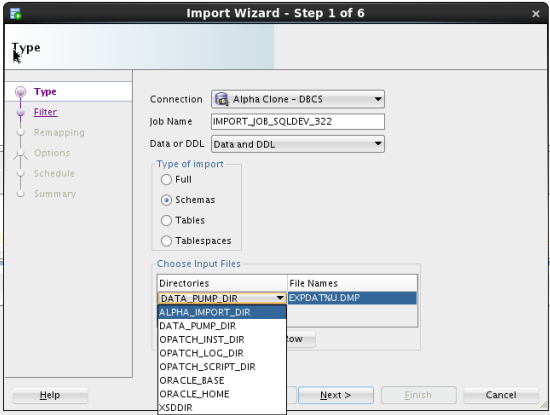 Import Wizard - Step 1 of 6
Type
Type
Filter
Remapping
Options
Schedule
Summary
Connection Alpha Clone - DBCS
Job Name IMPORT_JOB_SQLDEV_322
Data or DDL Data and DDL
Type of import
Full
Schemas
Tables
Tablespaces
Choose Input Files
Directories File Names
DATA_PUMP_DIR EXPDAT%U.DMP
ALPHA_IMPORT_DIR
DATA_PUMP_DIR
OPATCH_INST_DIR
OPATCH_LOG_DIR
OPATCH_SCRIPT_DIR
ORACLE_BASE
ORACLE_HOME
XSDDIR
Help Next > Finish Cancel